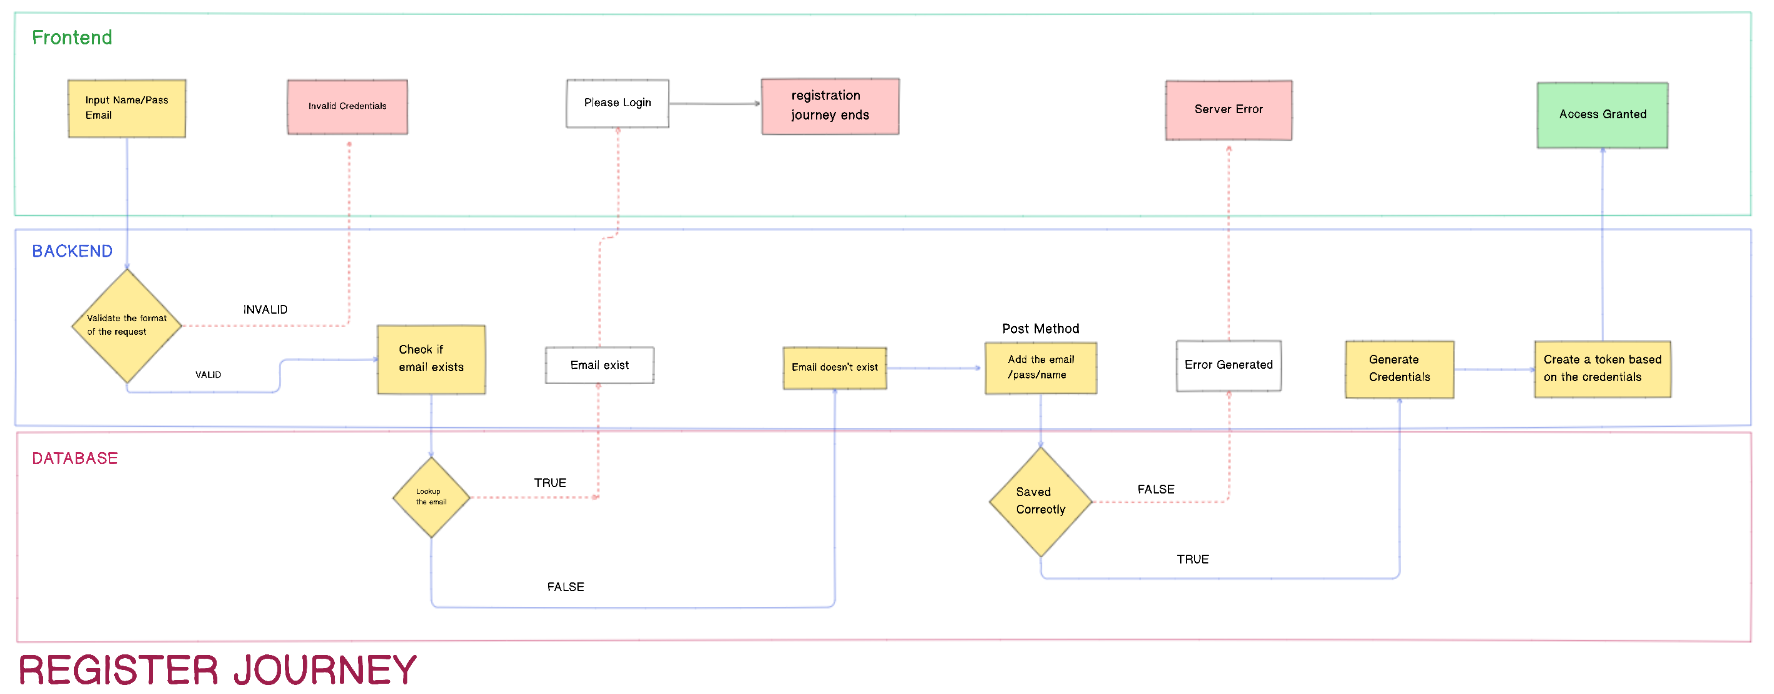 Frontend
Input Name/Pass
Email
Invalid Credentials
Please Login
registration
journey ends
Server Error
Access Granted
BACKEND
Validate the format
of the request
INVALID
VALID
Check if
email exists
Email exist
Email doesn't exist
Post Method
Add the email
/pass/name
Error Generated
Generate
Credentials
Create a token based
on the credentials
DATABASE
Lookup
the email
TRUE
FALSE
Saved
Correctly
FALSE
TRUE
REGISTER JOURNEY